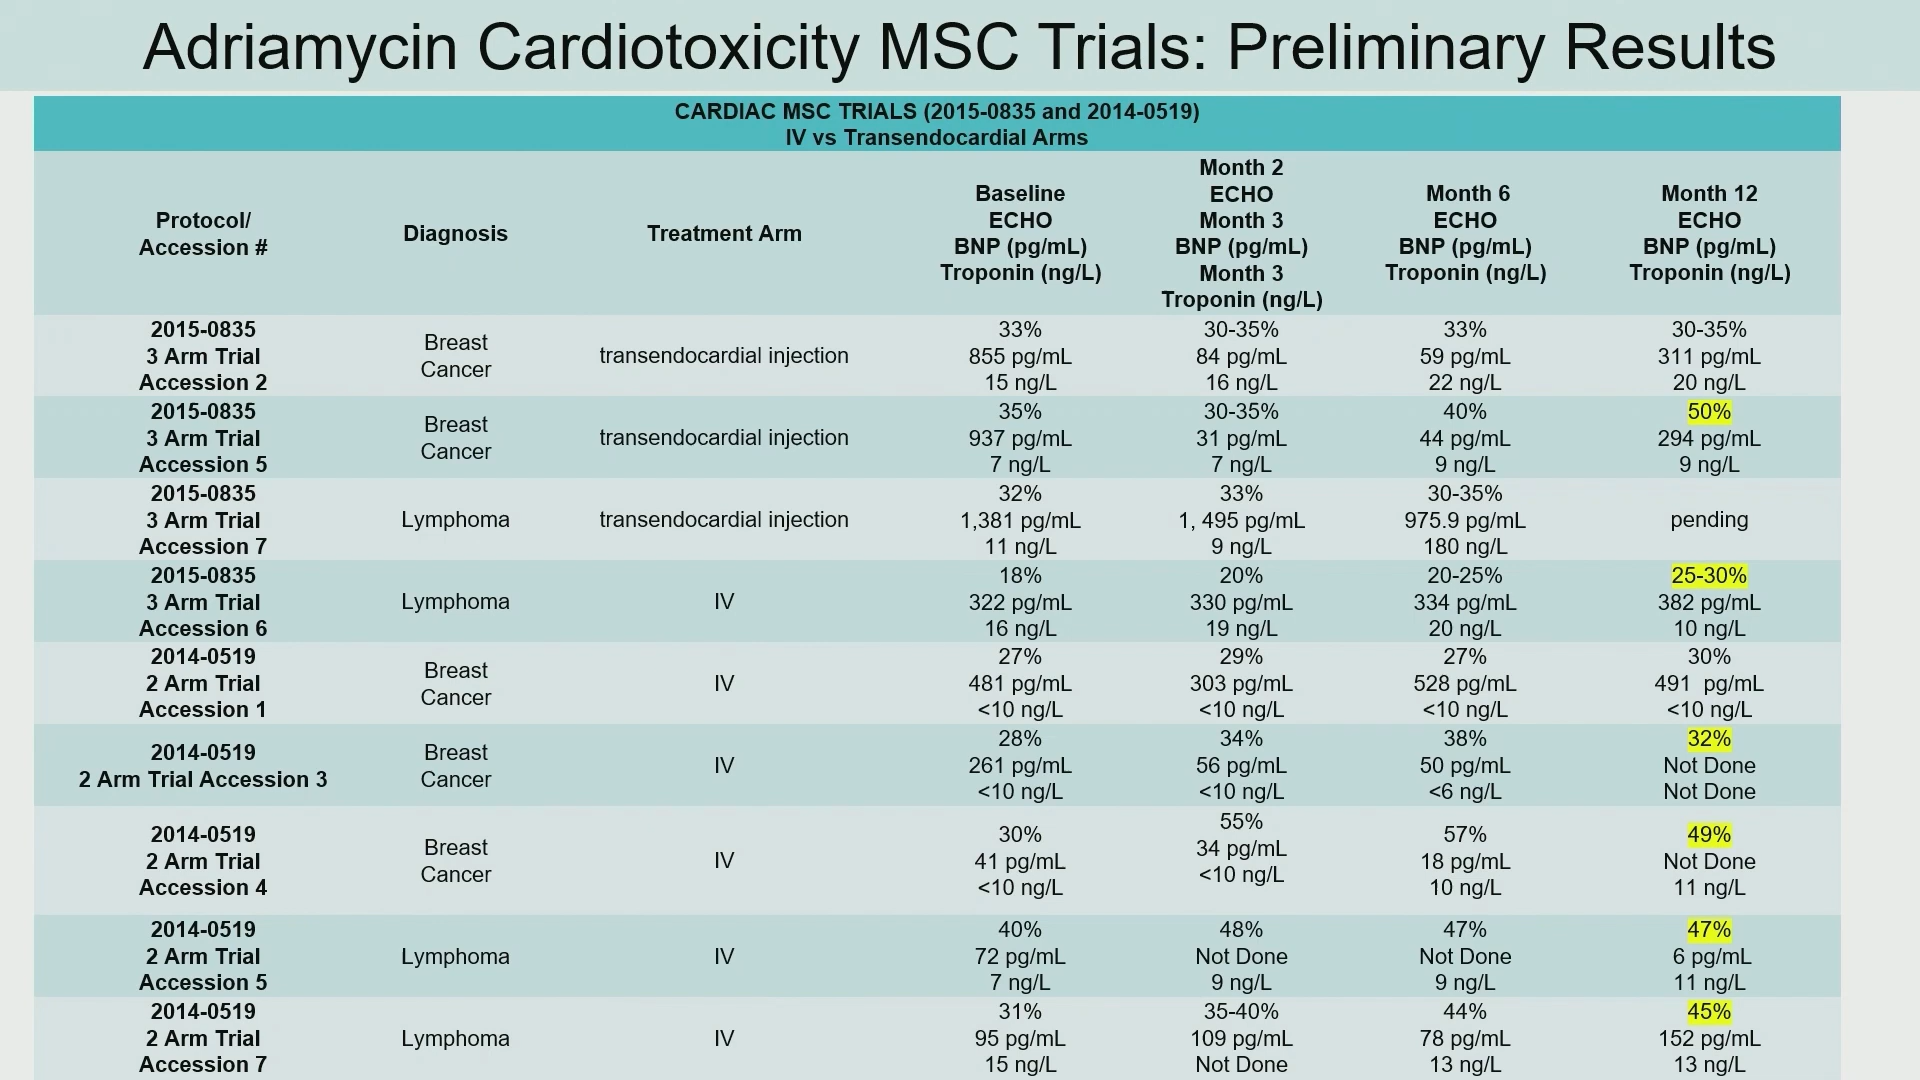 Adriamycin Cardiotoxicity MSC Trials: Preliminary Results
CARDIAC MSC TRIALS (2015-0835 and 2014-0519)
IV vs Transendocardial Arms
Protocol/
Accession #
Diagnosis
Treatment Arm
Baseline
ECHO
BNP (pg/mL)
Troponin (ng/L)
Month 2
ECHO
Month 3
BNP (pg/mL)
Month 3
Troponin (ng/L)
Month 6
ECHO
BNP (pg/mL)
Troponin (ng/L)
Month 12
ECHO
BNP (pg/mL)
Troponin (ng/L)
2015-0835
3 Arm Trial
Accession 2
Breast
Cancer
transendocardial injection
33%
855 pg/mL
15 ng/L
30-35%
84 pg/mL
16 ng/L
33%
59 pg/mL
22 ng/L
30-35%
311 pg/mL
20 ng/L
2015-0835
3 Arm Trial
Accession 5
Breast
Cancer
transendocardial injection
35%
937 pg/mL
7 ng/L
30-35%
31 pg/mL
7 ng/L
40%
44 pg/mL
9 ng/L
50%
294 pg/mL
9 ng/L
2015-0835
3 Arm Trial
Accession 7
Lymphoma
transendocardial injection
32%
1,381 pg/mL
11 ng/L
33%
1, 495 pg/mL
9 ng/L
30-35%
975.9 pg/mL
180 ng/L
pending
2015-0835
3 Arm Trial
Accession 6
Lymphoma
IV
18%
322 pg/mL
16 ng/L
20%
330 pg/mL
19 ng/L
20-25%
334 pg/mL
20 ng/L
25-30%
382 pg/mL
10 ng/L
2014-0519
2 Arm Trial
Accession 1
Breast
Cancer
IV
27%
481 pg/mL
<10 ng/L
29%
303 pg/mL
<10 ng/L
27%
528 pg/mL
<10 ng/L
30%
491 pg/mL
<10 ng/L
2014-0519
2 Arm Trial Accession 3
Breast
Cancer
IV
28%
261 pg/mL
<10 ng/L
34%
56 pg/mL
<10 ng/L
38%
50 pg/mL
<6 ng/L
32%
Not Done
Not Done
2014-0519
2 Arm Trial
Accession 4
Breast
Cancer
IV
30%
41 pg/mL
<10 ng/L
55%
34 pg/mL
<10 ng/L
57%
18 pg/mL
10 ng/L
49%
Not Done
11 ng/L
2014-0519
2 Arm Trial
Accession 5
Lymphoma
IV
40%
72 pg/mL
7 ng/L
48%
Not Done
9 ng/L
47%
Not Done
9 ng/L
47%
6 pg/mL
11 ng/L
2014-0519
2 Arm Trial
Accession 7
Lymphoma
IV
31%
95 pg/mL
15 ng/L
35-40%
109 pg/mL
Not Done
44%
78 pg/mL
13 ng/L
45%
152 pg/mL
13 ng/L